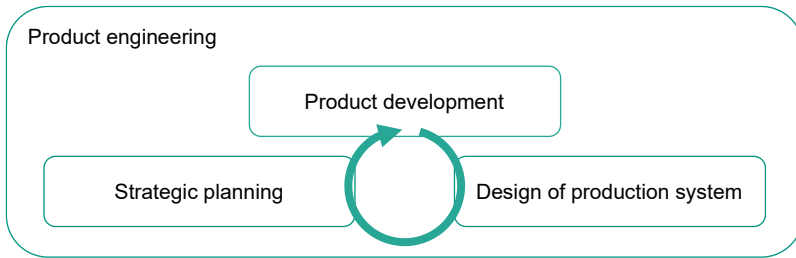 Product engineering
Product development
Strategic planning
Design of production system